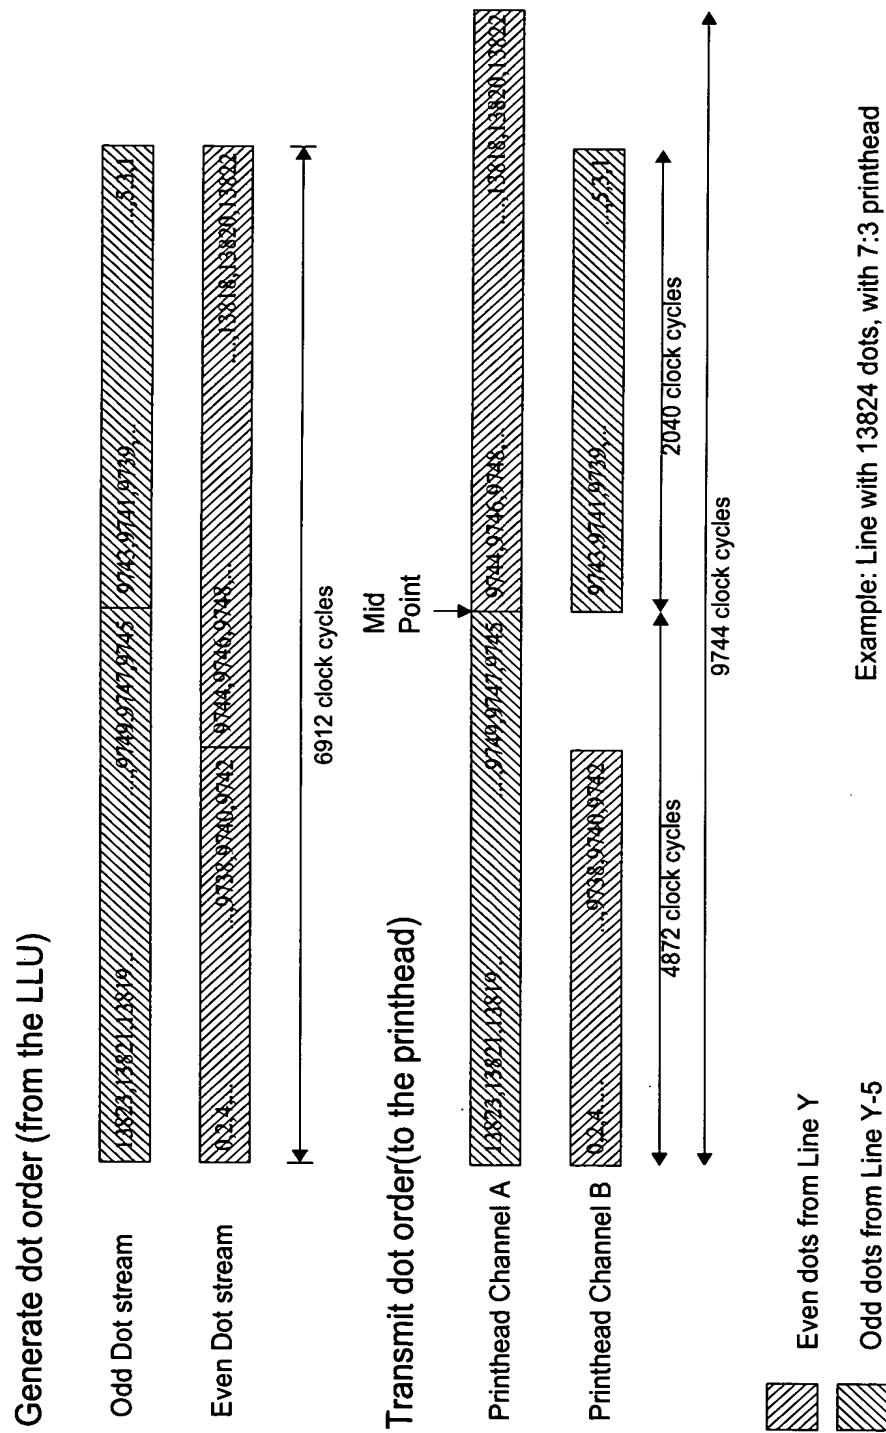 Generate dot order (from the LLU)
Odd Dot stream
13823,13821,13819 ...
...,9749,9747,9745
9743,9741,9739,...
...,5,3,1
Even Dot stream
0,2,4,...
...,9738,9740,9742
9744,9746,9748,...
...,13818,13820,13822
6912 clock cycles
Transmit dot order(to the printhead)
Mid
Point
Printhead Channel A
13823,13821,13819 ...
...,9749,9747,9745
9744,9746,9748,...
...,13818,13820,13822
Printhead Channel B
0,2,4,...
...,9738,9740,9742
9743,9741,9739,...
...,5,3,1
4872 clock cycles
2040 clock cycles
9744 clock cycles
Even dots from Line Y
Odd dots from Line Y-5
Example: Line with 13824 dots, with 7:3 printhead